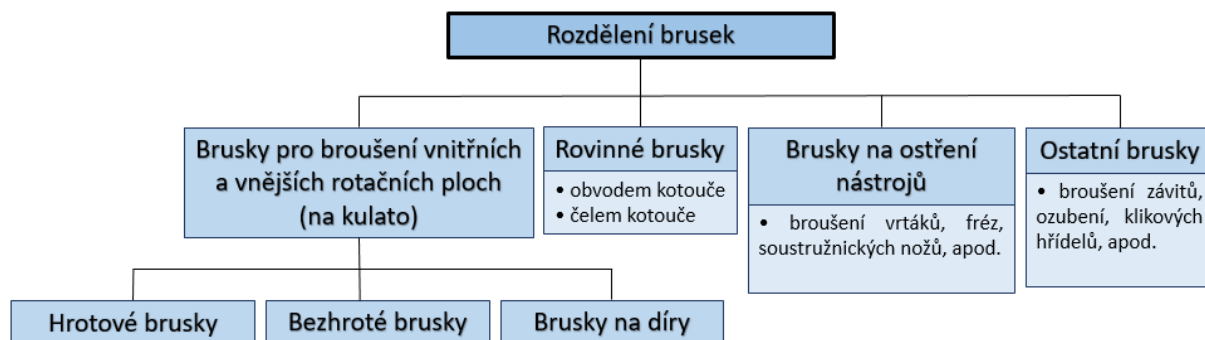 Rozdělení brusek
Brusky pro broušení vnitřních
a vnějších rotačních ploch
(na kulato)
Rovinné brusky
• obvodem kotouče
• čelem kotouče
Brusky na ostření
nástrojů
• broušení vrtáků, fréz,
soustružnických nožů, apod.
Ostatní brusky
• broušení závitů,
ozubení, klikových
hřídelů, apod.
Hrotové brusky
Bezhroté brusky
Brusky na díry